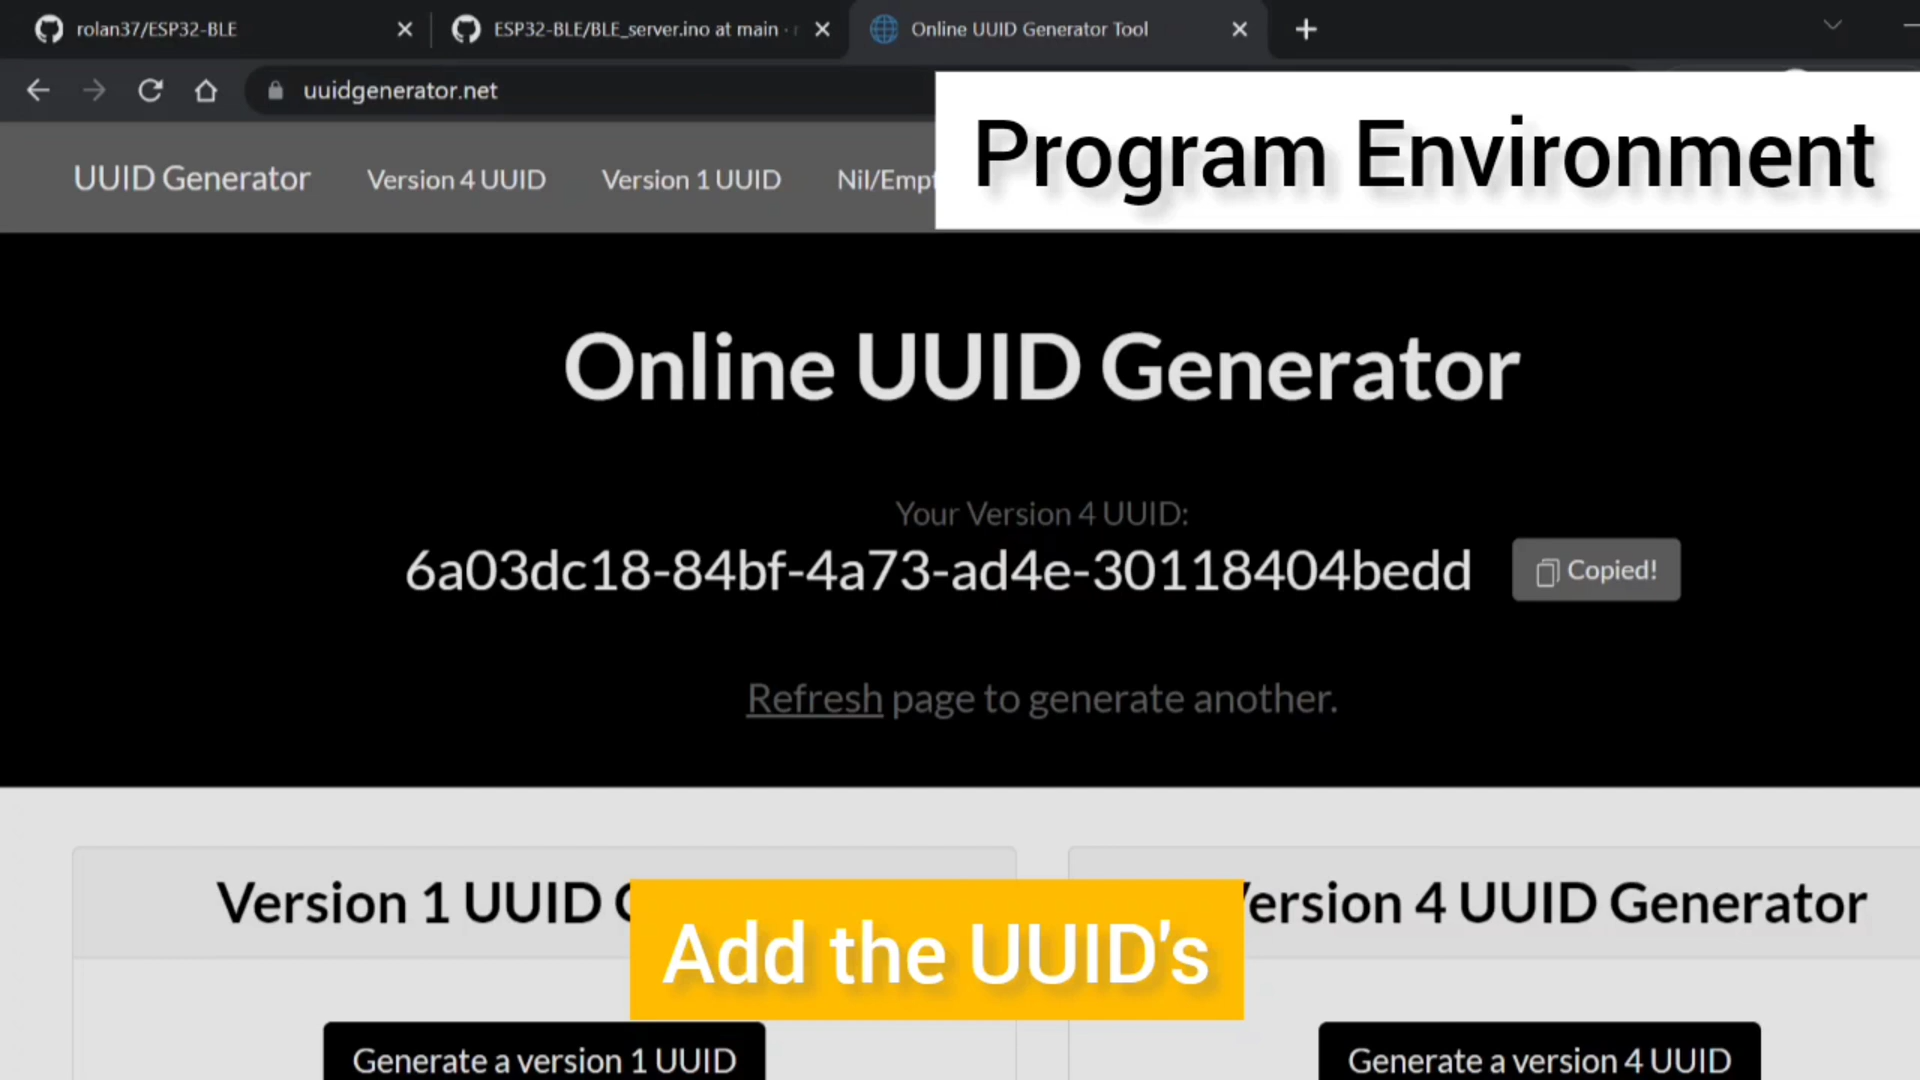 rolan37/ESP32-BLE
ESP32-BLE/BLE_server.ino at main ·
Online UUID Generator Tool
uuidgenerator.net
Program Environment
UUID Generator
Version 4 UUID
Version 1 UUID
Nil/Emp
Online UUID Generator
Your Version 4 UUID:
6a03dc18-84bf-4a73-ad4e-30118404bedd
Copied!
Refresh page to generate another.
Version 1 UUID
Version 4 UUID Generator
Add the UUID's
Generate a version 1 UUID
Generate a version 4 UUID